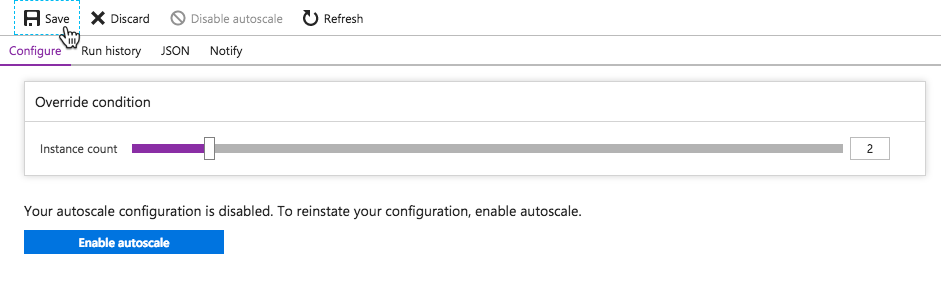 Save Discard Disable autoscale Refresh
Configure Run history JSON Notify
Override condition
Instance count 2
Your autoscale configuration is disabled. To reinstate your configuration, enable autoscale.
Enable autoscale